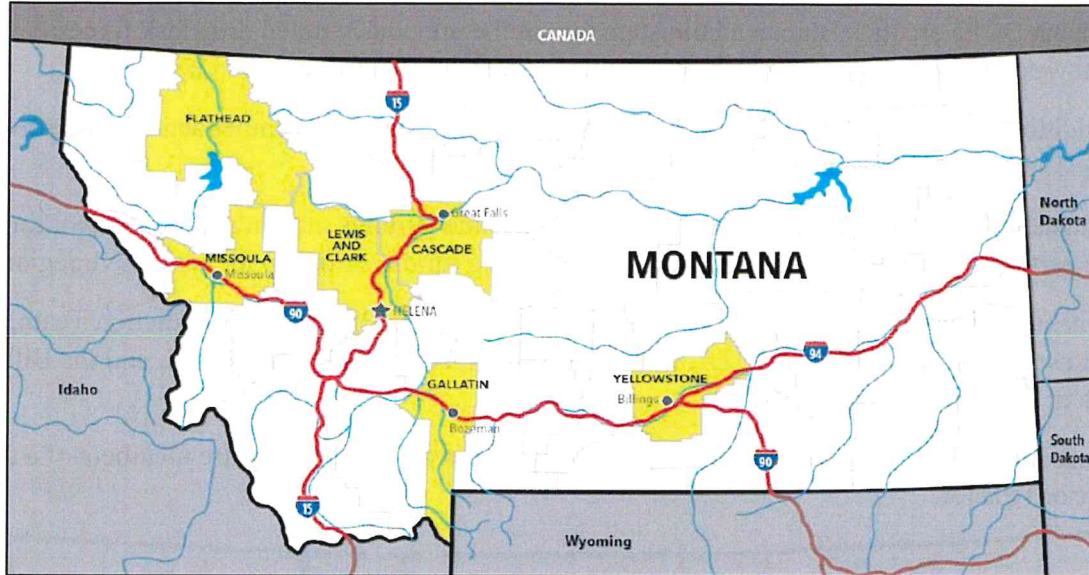 CANADA
15
FLATHEAD
Great Falls
LEWIS
AND
CLARK
CASCADE
North
Dakota
MISSOULA
Missoula
MONTANA
90
HELENA
94
Idaho
GALLATIN
YELLOWSTONE
Billings
Bozeman
South
Dakota
90
15
Wyoming